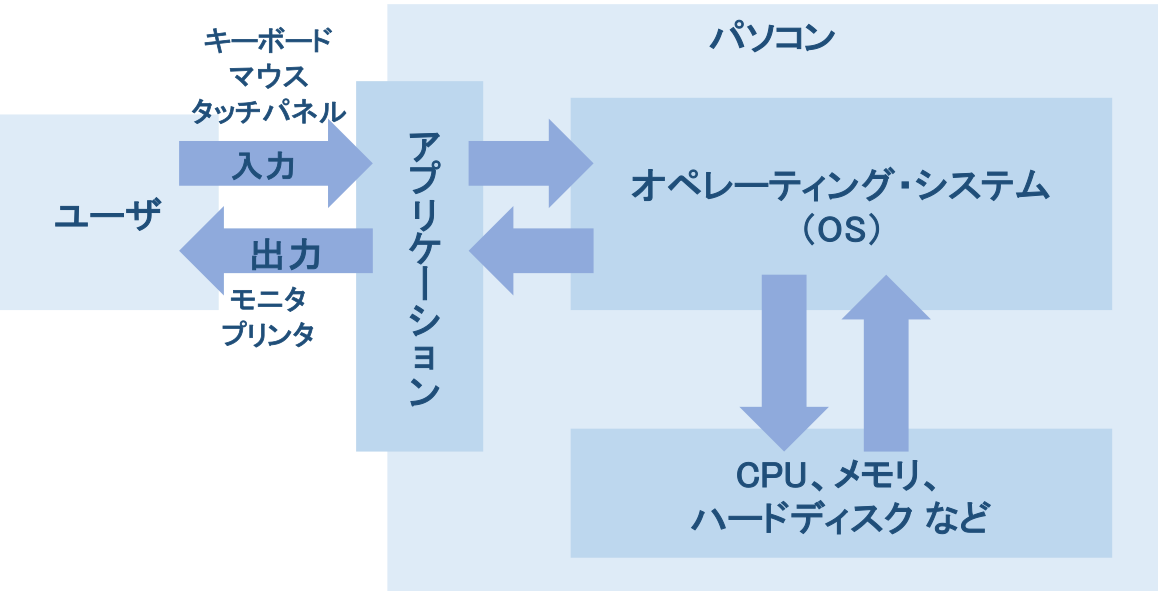 パソコン
キーボード
マウス
タッチパネル
入力
ユーザ
出力
モニタ
プリンタ
アプリケーション
オペレーティング・システム
（OS）
CPU、メモリ、
ハードディスク など